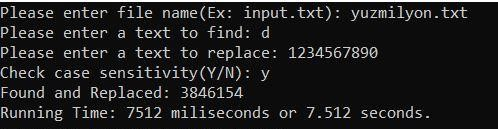 Please enter file name(Ex: input.txt): yuzmilyon.txt
Please enter a text to find: d
Please enter a text to replace: 1234567890
Check case sensitivity(Y/N): y
Found and Replaced: 3846154
Running Time: 7512 miliseconds or 7.512 seconds.